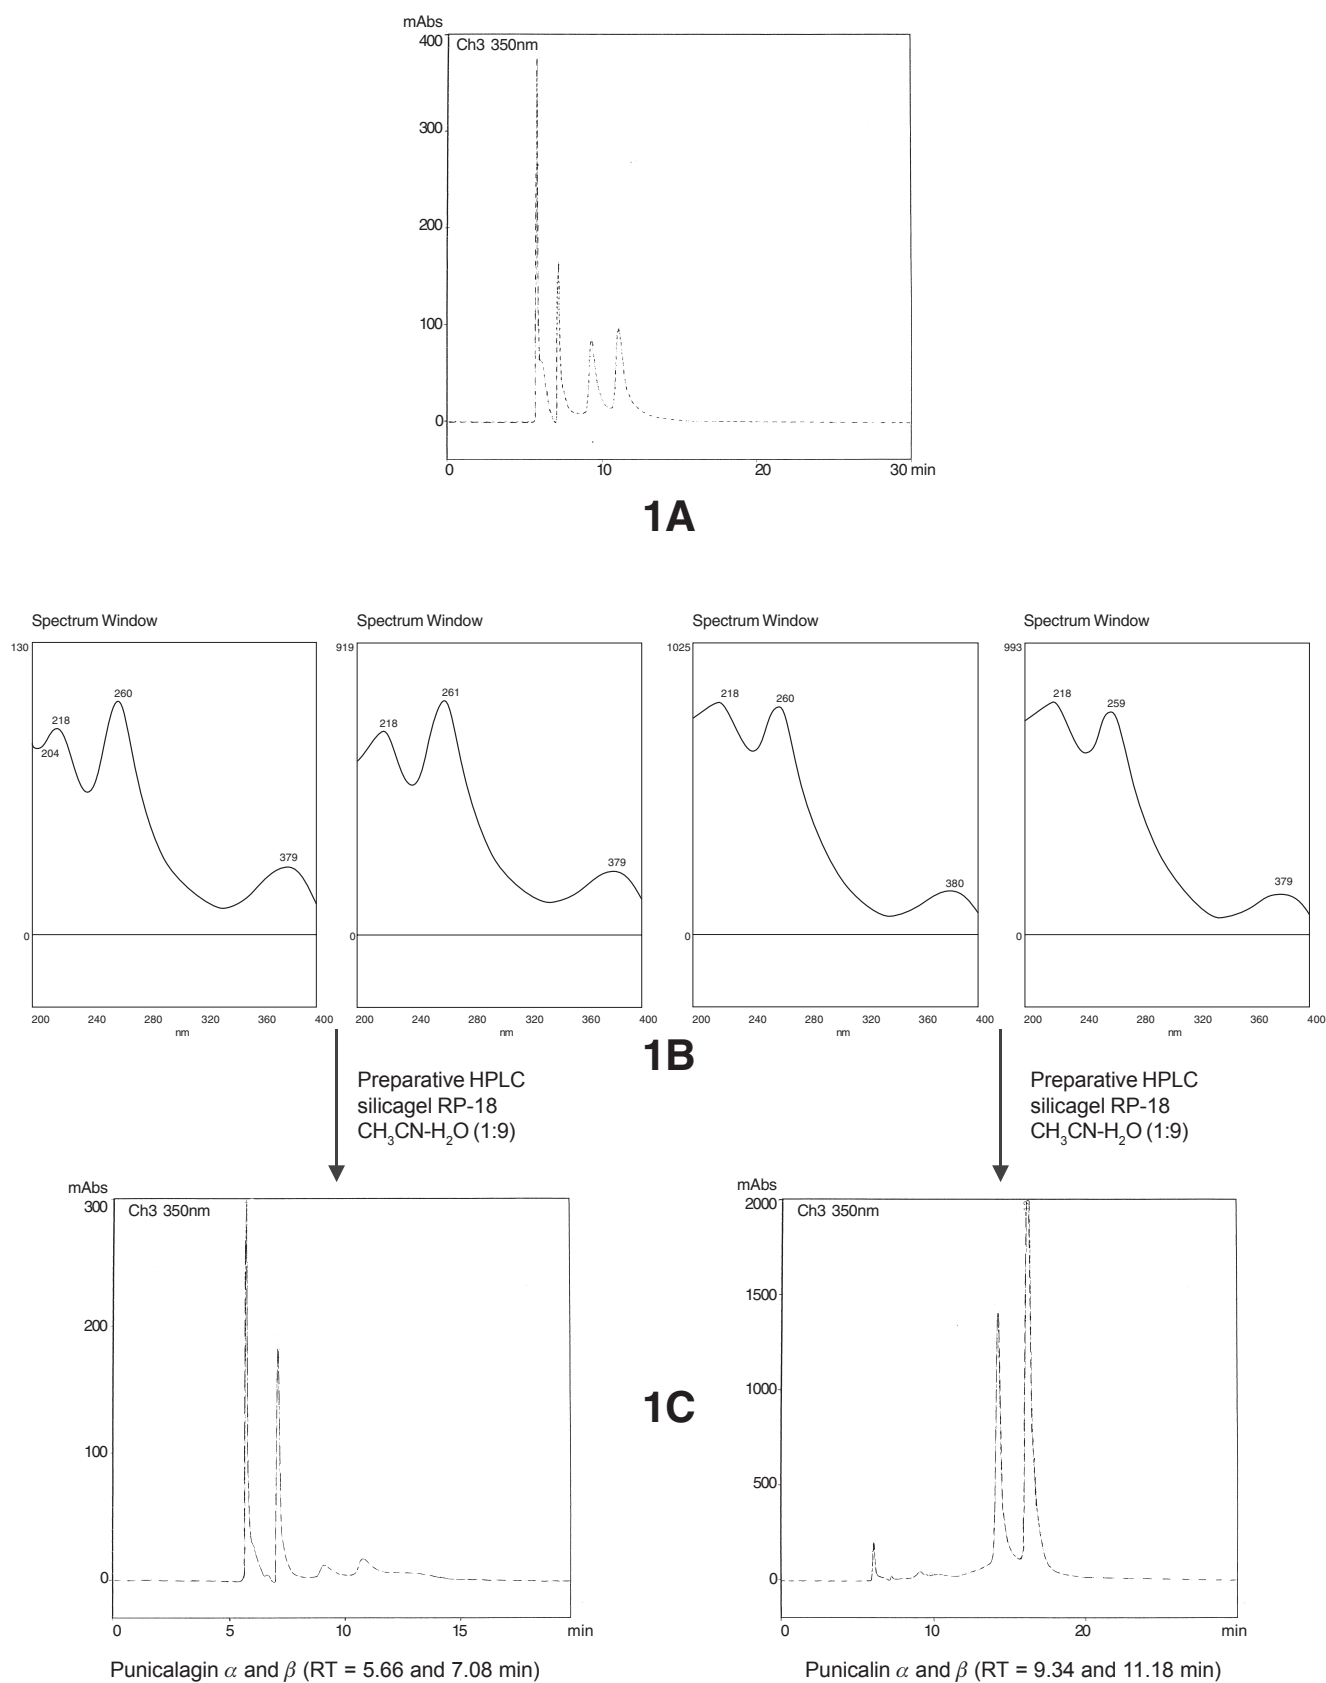 mAbs
400
Ch3 350nm
300
200
100
0
0 10 20 30 min
1A
Spectrum Window Spectrum Window Spectrum Window Spectrum Window
130
218
204
260
379
0
200 240 280 320 360 400
nm
919
218
261
379
0
200 240 280 320 360 400
nm
1025
218
260
380
0
200 240 280 320 360 400
nm
993
218
259
379
0
200 240 280 320 360 400
nm
1B
Preparative HPLC
silicagel RP-18
CH₃CN-H₂O (1:9)
Preparative HPLC
silicagel RP-18
CH₃CN-H₂O (1:9)
mAbs
300
Ch3 350nm
200
100
0
0 5 10 15 min
Punicalagin α and β (RT = 5.66 and 7.08 min)
1C
mAbs
2000
Ch3 350nm
1500
1000
500
0
0 10 20
Punicalin α and β (RT = 9.34 and 11.18 min)